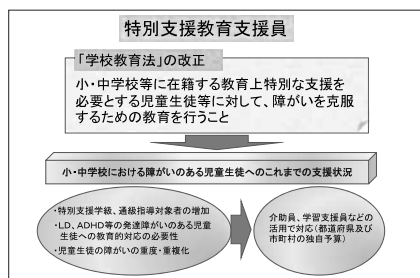 特別支援教育支援員
「学校教育法」の改正
小・中学校等に在籍する教育上特別な支援を
必要とする児童生徒等に対して、障がいを克服
するための教育を行うこと
小・中学校における障がいのある児童生徒へのこれまでの支援状況
・特別支援学級、通級指導対象者の増加
・LD、ADHD等の発達障がいのある児童
生徒への教育的対応の必要性
・児童生徒の障がいの重度・重複化
介助員、学習支援員などの
活用で対応(都道府県及び
市町村の独自予算)